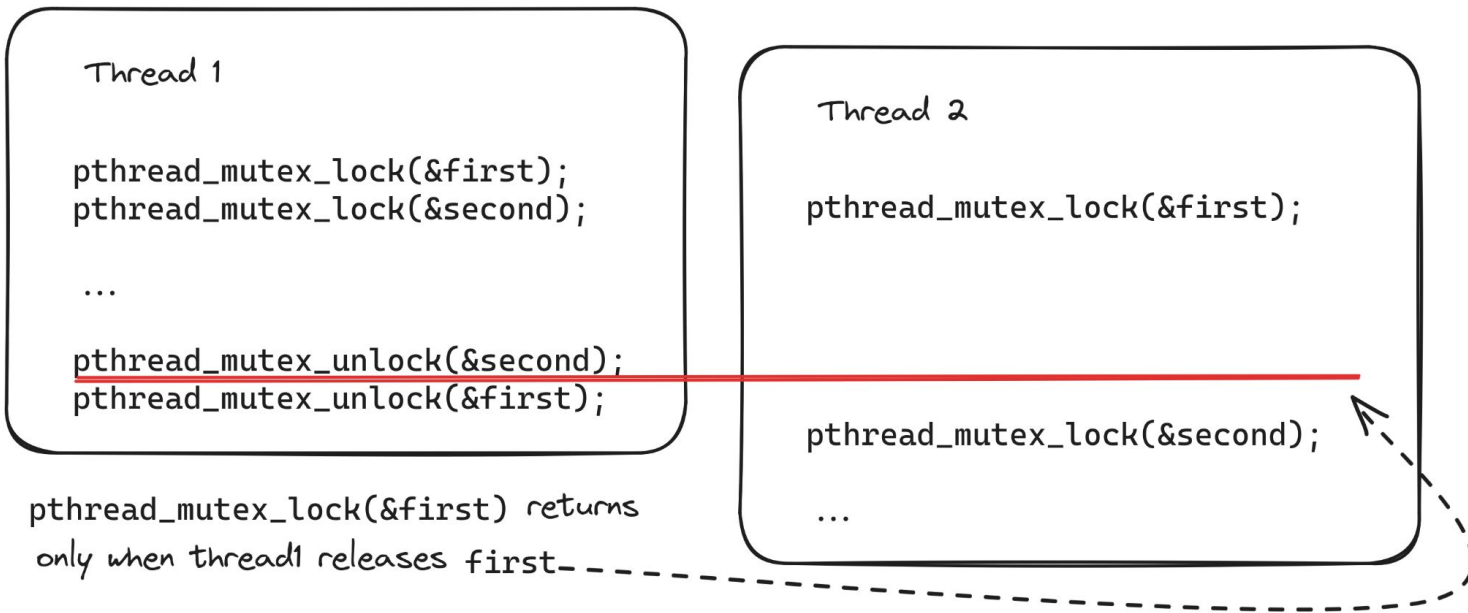 Thread 1
pthread_mutex_lock(&first);
pthread_mutex_lock(&second);
...
pthread_mutex_unlock(&second);
pthread_mutex_unlock(&first);
pthread_mutex_lock(&first) returns
only when thread1 releases first
Thread 2
pthread_mutex_lock(&first);
pthread_mutex_lock(&second);
...